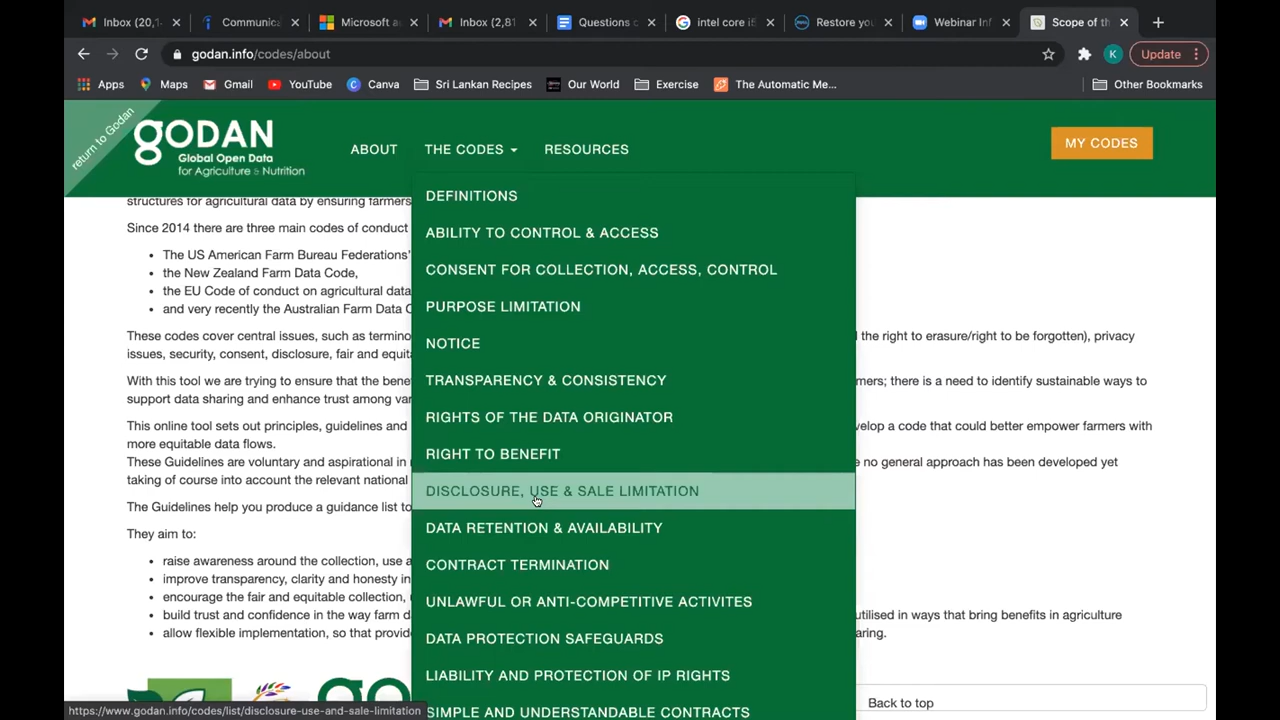 Inbox (20,1
Communica
Microsoft a
Inbox (2,81
Questions c
intel core i5
Restore you
Webinar Inf
Scope of th
godan.info/codes/about
K
Update
Apps
Maps
Gmail
YouTube
Canva
Sri Lankan Recipes
Our World
Exercise
The Automatic Me...
Other Bookmarks
return to Godan
GODAN
Global Open Data
for Agriculture & Nutrition
ABOUT
THE CODES
RESOURCES
MY CODES
DEFINITIONS
ABILITY TO CONTROL & ACCESS
CONSENT FOR COLLECTION, ACCESS, CONTROL
PURPOSE LIMITATION
NOTICE
TRANSPARENCY & CONSISTENCY
RIGHTS OF THE DATA ORIGINATOR
RIGHT TO BENEFIT
DISCLOSURE, USE & SALE LIMITATION
DATA RETENTION & AVAILABILITY
CONTRACT TERMINATION
UNLAWFUL OR ANTI-COMPETITIVE ACTIVITES
DATA PROTECTION SAFEGUARDS
LIABILITY AND PROTECTION OF IP RIGHTS
SIMPLE AND UNDERSTANDABLE CONTRACTS
structures for agricultural data by ensuring farmers
Since 2014 there are three main codes of conduct
• The US American Farm Bureau Federations'
• the New Zealand Farm Data Code,
• the EU Code of conduct on agricultural data
• and very recently the Australian Farm Data C
These codes cover central issues, such as termino d the right to erasure/right to be forgotten), privacy
issues, security, consent, disclosure, fair and equit
With this tool we are trying to ensure that the bene mers; there is a need to identify sustainable ways to
support data sharing and enhance trust among var
This online tool sets out principles, guidelines and velop a code that could better empower farmers with
more equitable data flows.
These Guidelines are voluntary and aspirational in e no general approach has been developed yet
taking of course into account the relevant national
The Guidelines help you produce a guidance list to
They aim to:
• raise awareness around the collection, use a
• improve transparency, clarity and honesty in
• encourage the fair and equitable collection,
• build trust and confidence in the way farm d utilised in ways that bring benefits in agriculture
• allow flexible implementation, so that provid aring.
Back to top
https://www.godan.info/codes/list/disclosure-use-and-sale-limitation